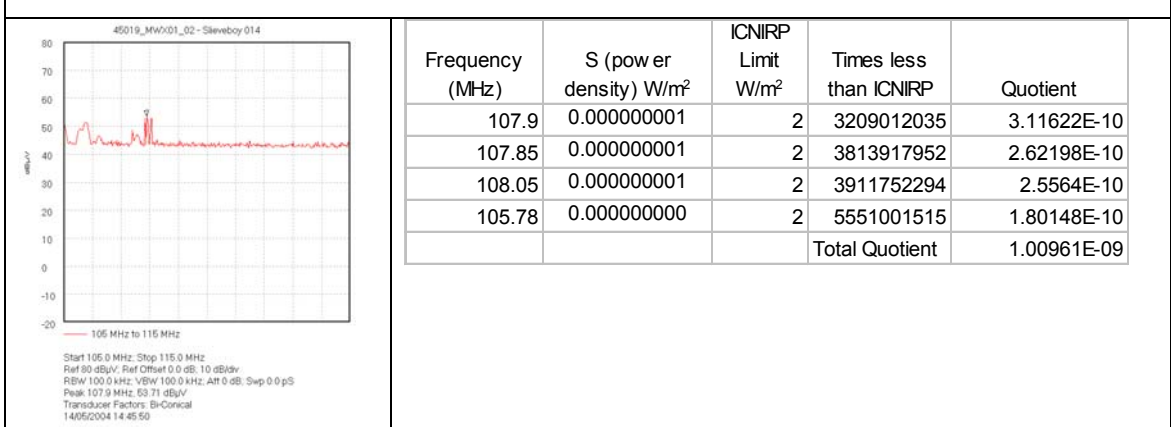 45019_MWX01_02 - Slieveboy 014
80
70
60
50
40
30
20
10
0
-10
-20
dBµV
105 MHz to 115 MHz
Start 105.0 MHz; Stop 115.0 MHz
Ref 80 dBµV; Ref Offset 0.0 dB; 10 dB/div
RBW 100.0 kHz; VBW 100.0 kHz; Att 0 dB; Swp 0.0 pS
Peak 107.9 MHz, 53.71 dBµV
Transducer Factors: Bi-Conical
14/05/2004 14:45:50
Frequency (MHz) S (power density) W/m² ICNIRP Limit W/m² Times less than ICNIRP Quotient
107.9 0.000000001 2 3209012035 3.11622E-10
107.85 0.000000001 2 3813917952 2.62198E-10
108.05 0.000000001 2 3911752294 2.5564E-10
105.78 0.000000000 2 5551001515 1.80148E-10
Total Quotient 1.00961E-09